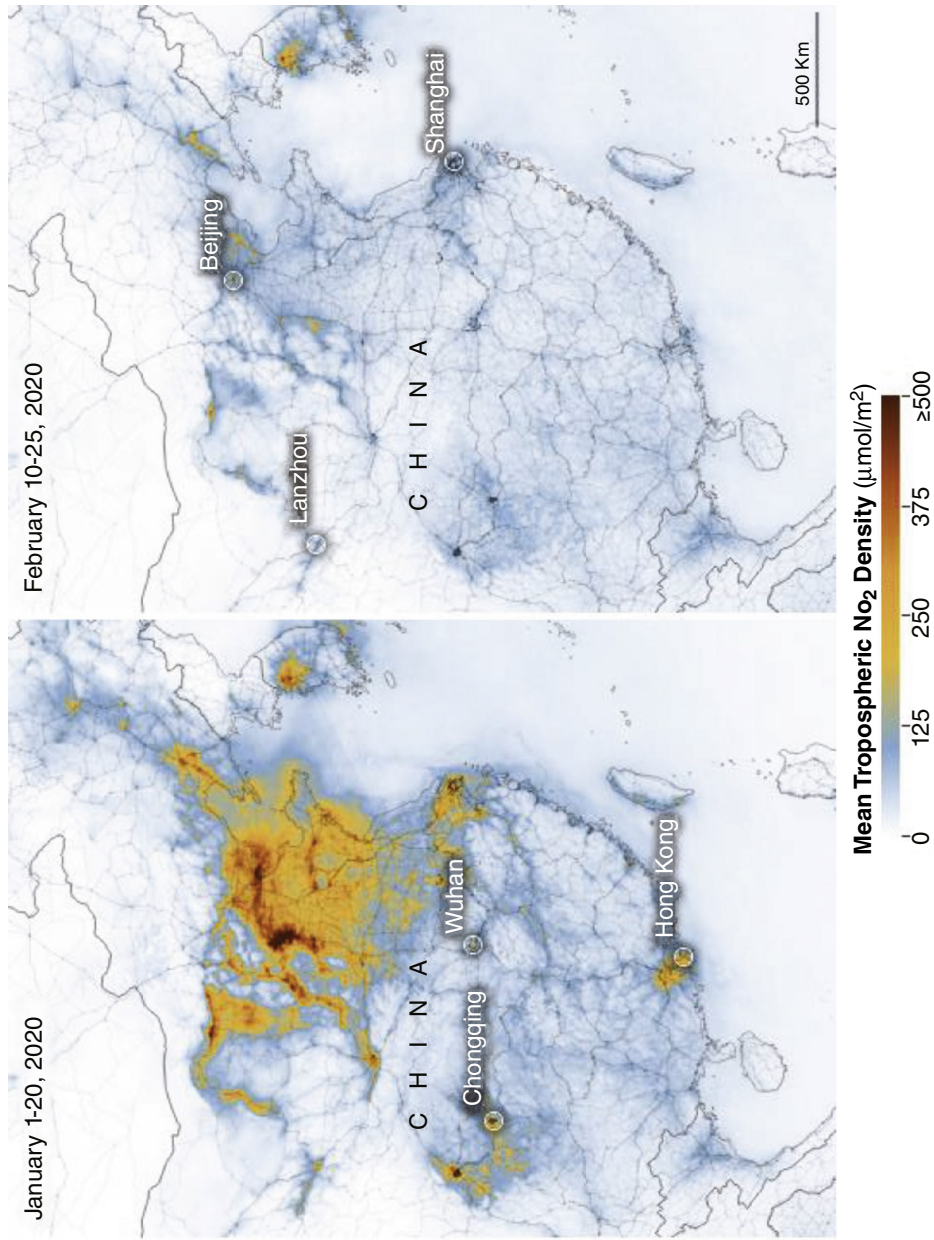 January 1-20, 2020
Wuhan
Chongqing
Hong Kong
C H I N A
February 10-25, 2020
Beijing
Shanghai
Lanzhou
C H I N A
500 Km
Mean Tropospheric No2 Density (μmol/m²)
0 125 250 375 ≥500